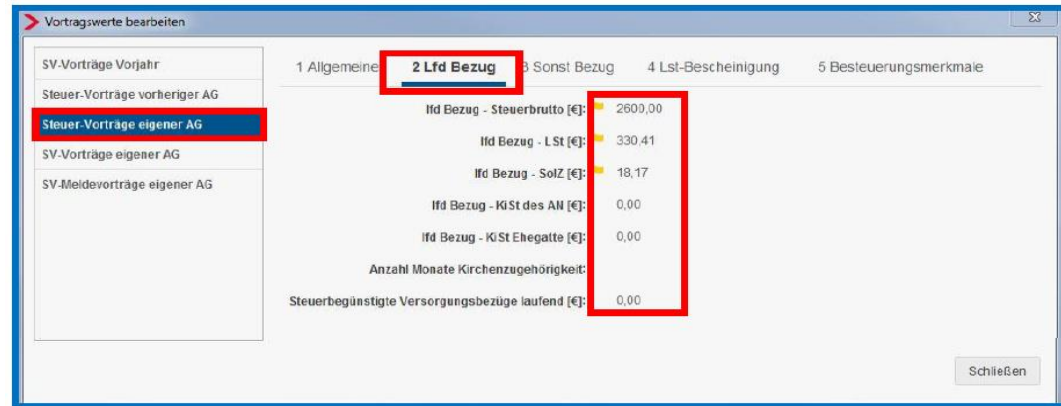 Vortragswerte bearbeiten
SV-Vorträge Vorjahr
Steuer-Vorträge vorheriger AG
Steuer-Vorträge eigener AG
SV-Vorträge eigener AG
SV-Meldevorträge eigener AG
1 Allgemeine 2 Lfd Bezug 3 Sonst Bezug 4 Lst-Bescheinigung 5 Besteuerungsmerkmale
lfd Bezug - Steuerbrutto [€]: 2600,00
lfd Bezug - LSt [€]: 330,41
lfd Bezug - SolZ [€]: 18,17
lfd Bezug - KiSt des AN [€]: 0,00
lfd Bezug - KiSt Ehegatte [€]: 0,00
Anzahl Monate Kirchenzugehörigkeit:
Steuerbegünstigte Versorgungsbezüge laufend [€]: 0,00
Schließen